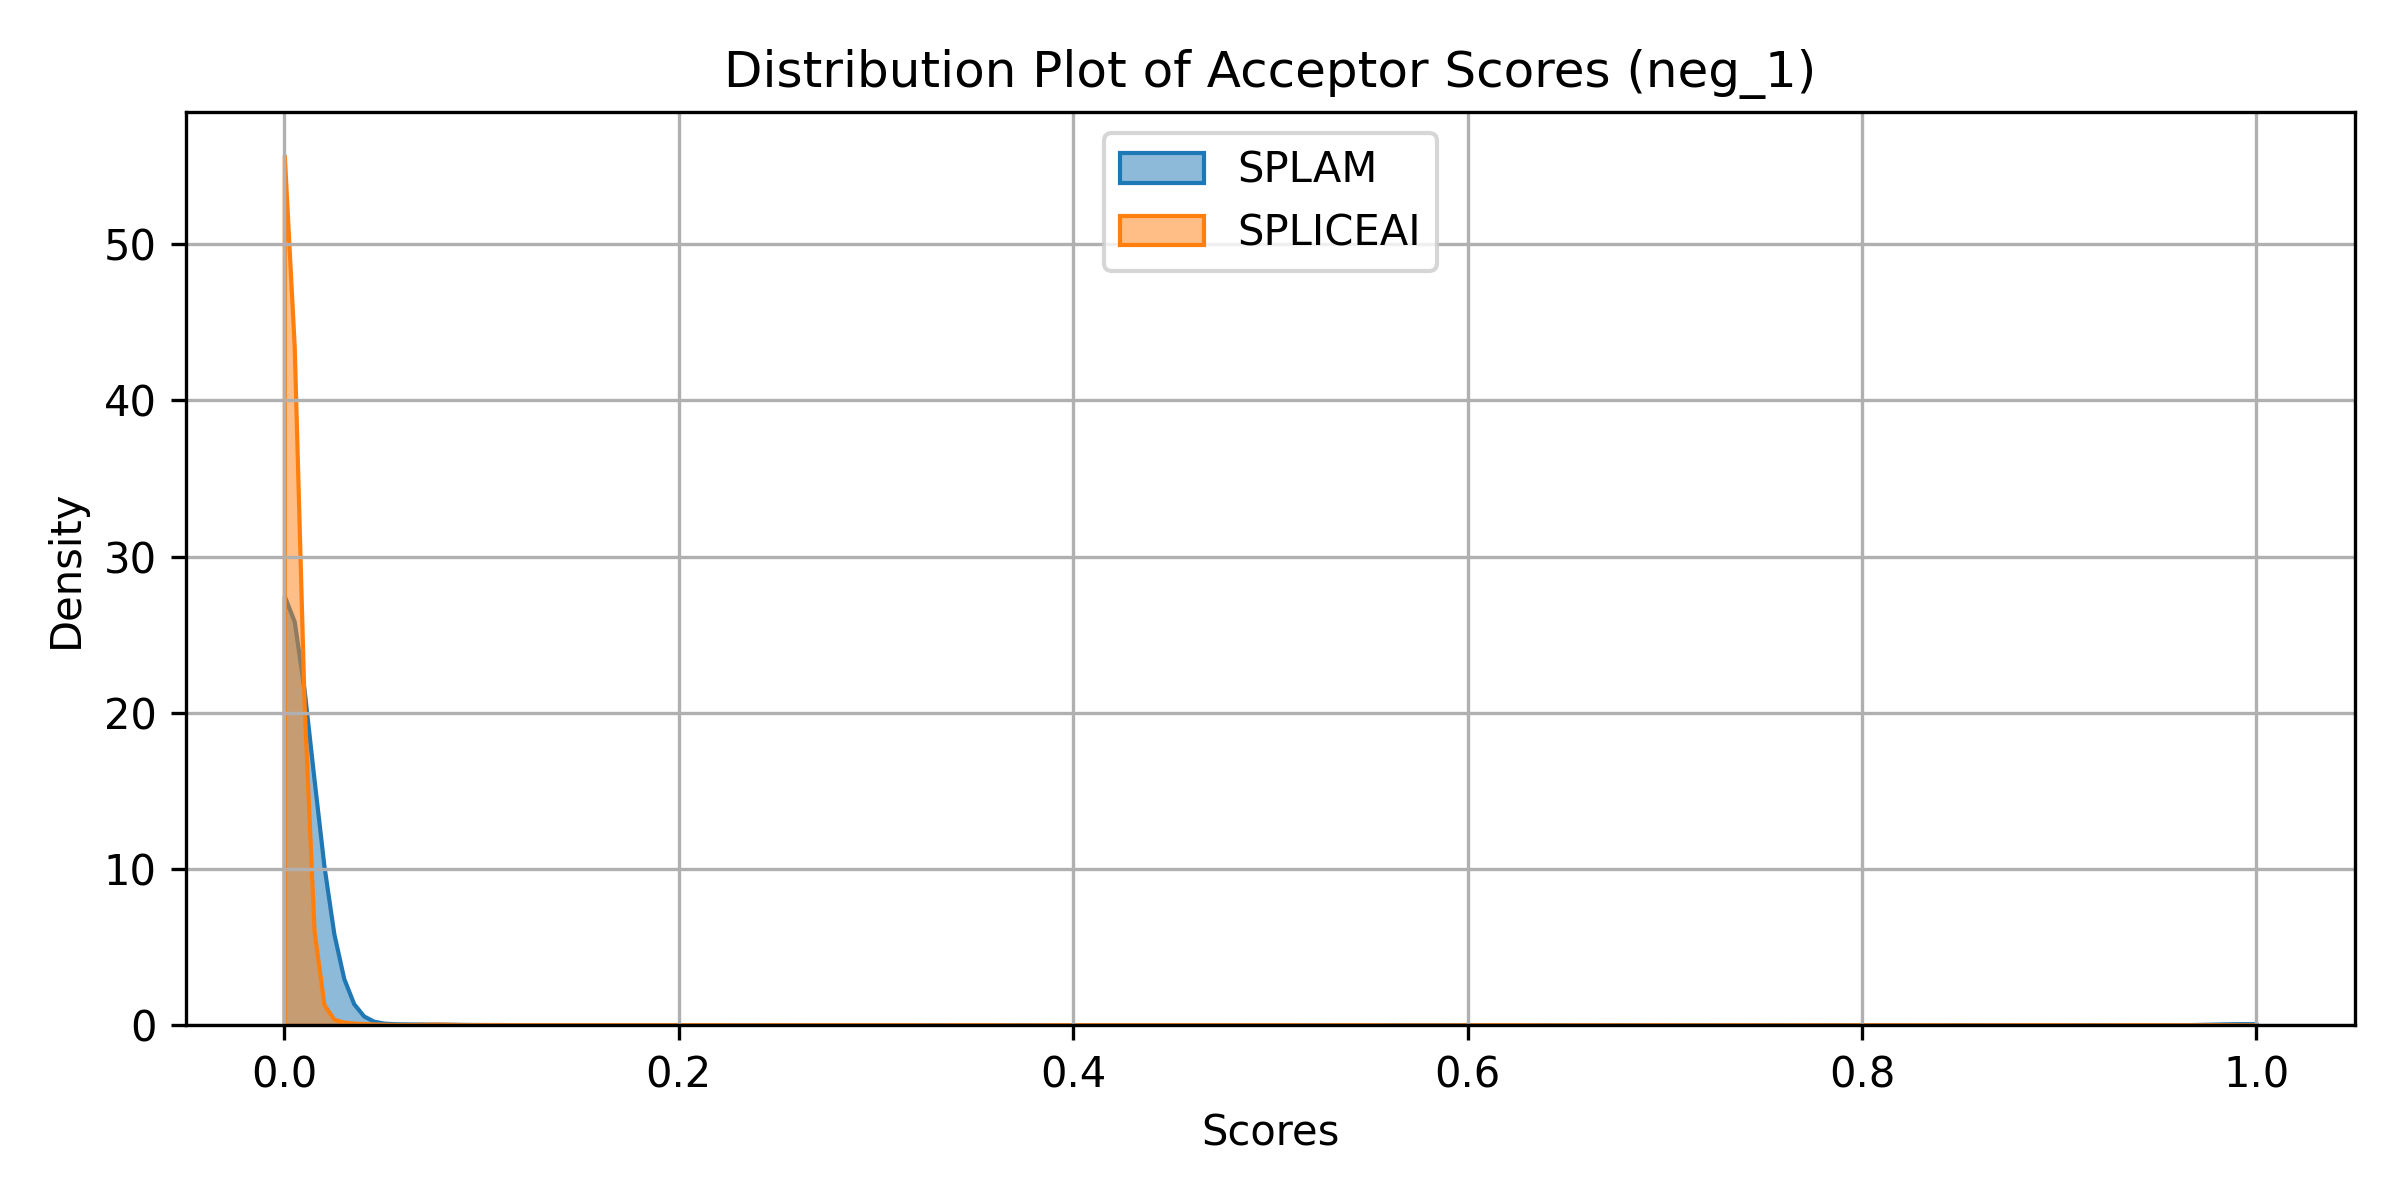 Distribution Plot of Acceptor Scores (neg_1)
SPLAM
SPLICEAI
Density
50
40
30
20
10
0
0.0 0.2 0.4 0.6 0.8 1.0
Scores